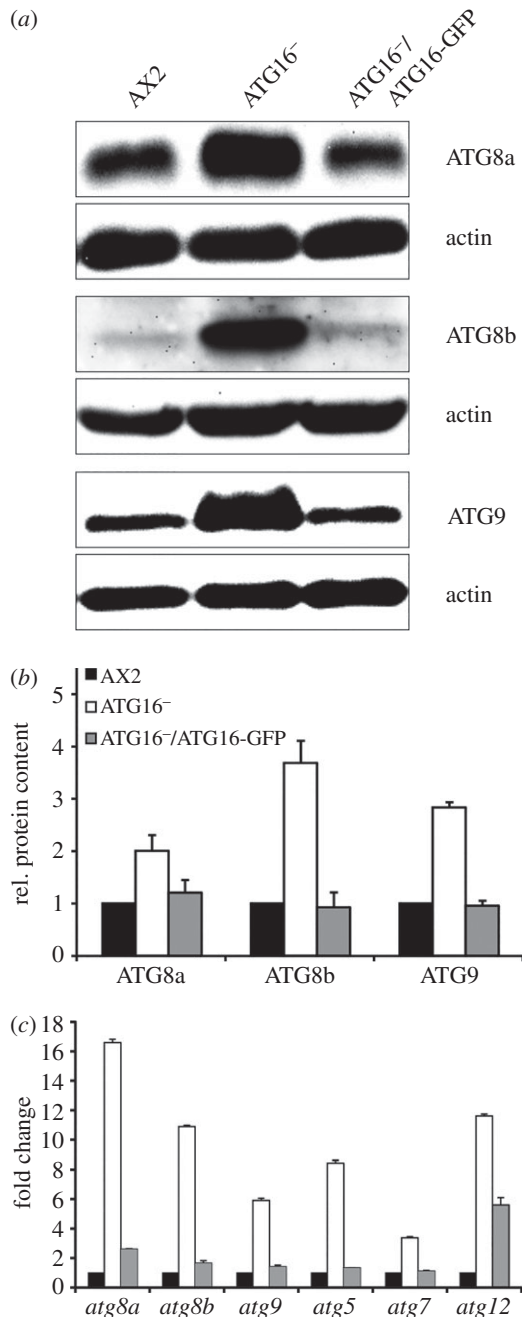 (a)
AX2
ATG16⁻
ATG16⁻/
ATG16-GFP
ATG8a
actin
ATG8b
actin
ATG9
actin
(b)
AX2
ATG16⁻
ATG16⁻/ATG16-GFP
rel. protein content
5
4
3
2
1
0
ATG8a ATG8b ATG9
(c)
fold change
18
16
14
12
10
8
6
4
2
0
atg8a atg8b atg9 atg5 atg7 atg12